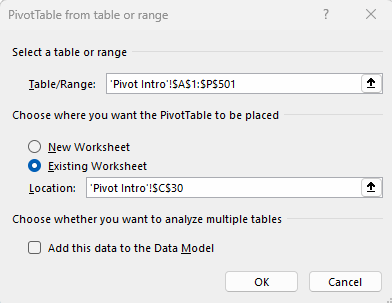 PivotTable from table or range ? ×
Select a table or range
Table/Range: 'Pivot Intro'!$A$1:$P$501
Choose where you want the PivotTable to be placed
New Worksheet
Existing Worksheet
Location: 'Pivot Intro'!$C$30
Choose whether you want to analyze multiple tables
Add this data to the Data Model
OK Cancel